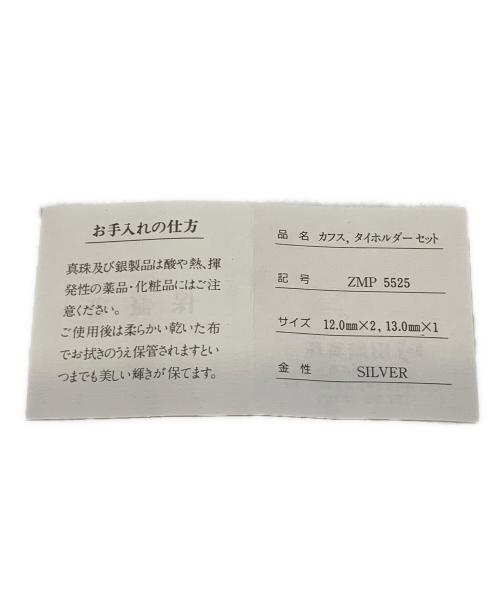 お手入れの仕方
真珠及び銀製品は酸や熱、揮
発性の薬品・化粧品にはご注
意ください。
ご使用後は柔らかい乾いた布
でお拭きのうえ保管されますとい
つまでも美しい輝きが保てます。
品名 カフス, タイホルダーセット
記号 ZMP 5525
サイズ 12.0mm×2, 13.0mm×1
金性 SILVER